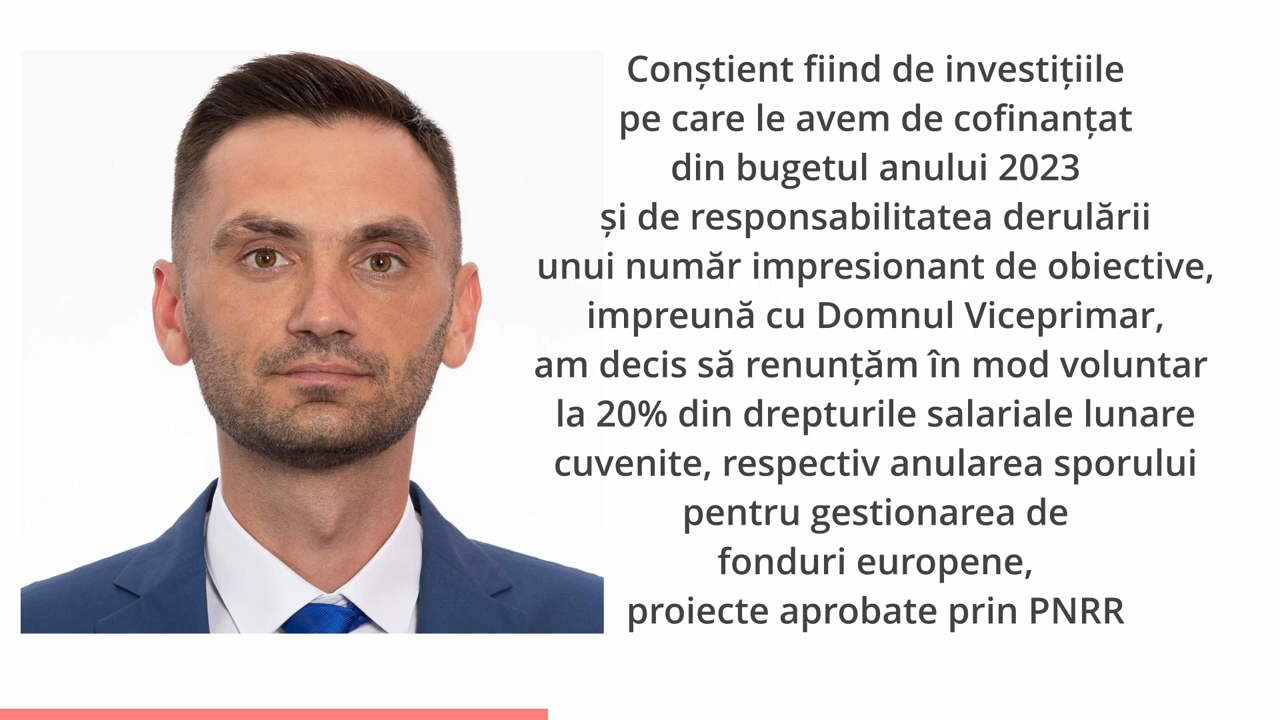 Conștient fiind de investițiile
pe care le avem de cofinanțat
din bugetul anului 2023
și de responsabilitatea derulării
unui număr impresionant de obiective,
impreună cu Domnul Viceprimar,
am decis să renunțăm în mod voluntar
la 20% din drepturile salariale lunare
cuvenite, respectiv anularea sporului
pentru gestionarea de
fonduri europene,
proiecte aprobate prin PNRR